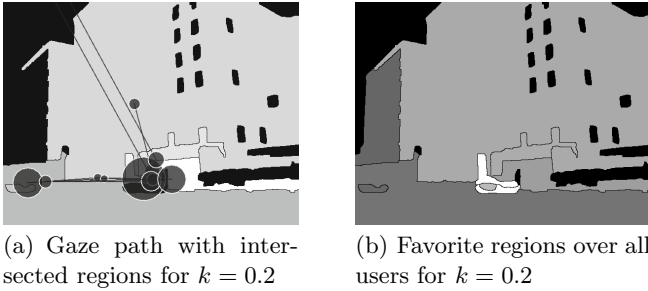 (a) Gaze path with inter-
sected regions for k = 0.2
(b) Favorite regions over all
users for k = 0.2